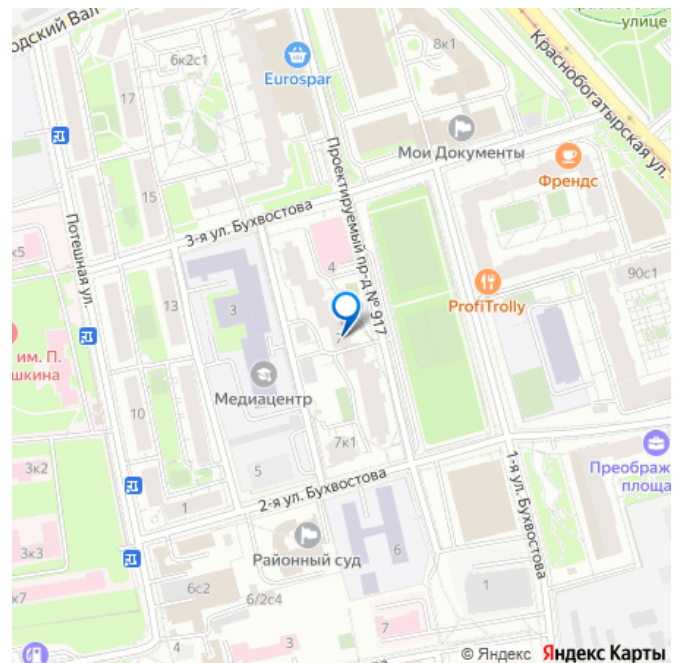 одский Вал
улице
6к2с1
8к1
Eurospar
Краснобогатырская ул.
17
Мои Документы
Френдс
Проектируемый пр-д № 917
15
3-я ул. Бухвостова
Потешная ул.
к5
4
90с1
13
3
ProfiTrolly
им. П.
шкина
Медиацентр
10
7к1
5
3к2
Преображ
площа
2-я ул. Бухвостова
1-я ул. Бухвостова
1
Районный суд
6
3к3
6с2
6/2с4
1
к7
7
3
4
© Яндекс Яндекс Карты